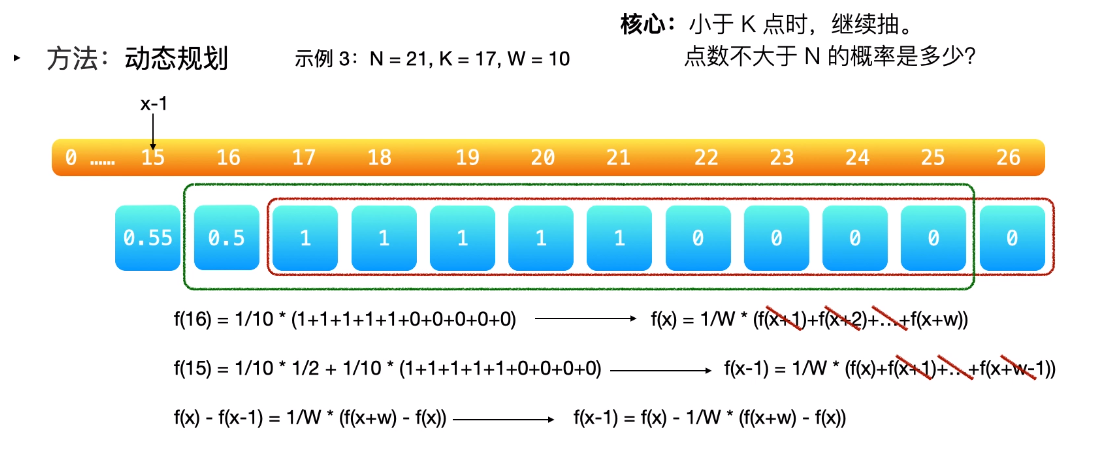 核心：小于 K 点时，继续抽。
点数不大于 N 的概率是多少?
‣ 方法：动态规划
示例 3：N = 21, K = 17, W = 10
x-1
0 …… 15 16 17 18 19 20 21 22 23 24 25 26
0.55 0.5 1 1 1 1 1 0 0 0 0 0
f(16) = 1/10 * (1+1+1+1+1+0+0+0+0+0) f(x) = 1/W * (f(x+1)+f(x+2)+…+f(x+w))
f(15) = 1/10 * 1/2 + 1/10 * (1+1+1+1+1+0+0+0+0) f(x-1) = 1/W * (f(x)+f(x+1)+…+f(x+w-1))
f(x) - f(x-1) = 1/W * (f(x+w) - f(x)) f(x-1) = f(x) - 1/W * (f(x+w) - f(x))